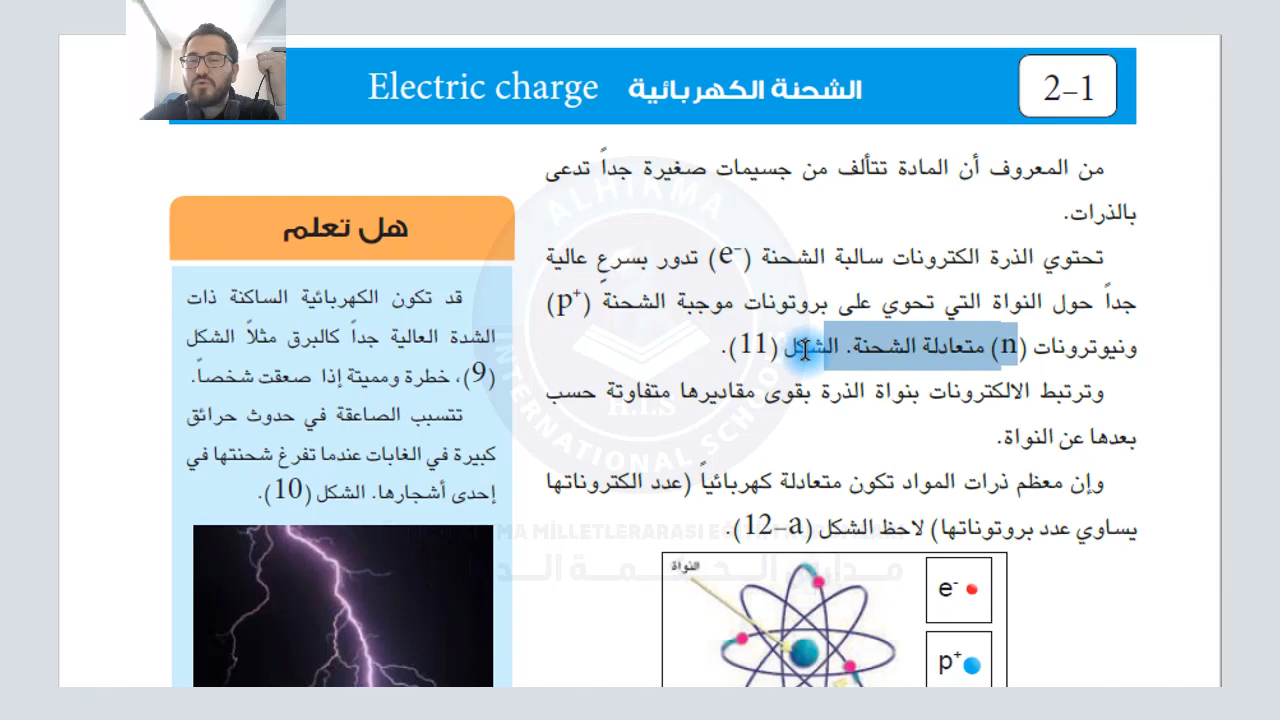 2-1
الشحنة الكهربائية Electric charge
من المعروف أن المادة تتألف من جسيمات صغيرة جداً تدعى
بالذرات.
تحتوي الذرة الكترونات سالبة الشحنة (e⁻) تدور بسرعٍ عالية
جداً حول النواة التي تحوي على بروتونات موجبة الشحنة (p⁺)
ونيوترونات (n) متعادلة الشحنة. الشكل (11).
وترتبط الالكترونات بنواة الذرة بقوى مقاديرها متفاوتة حسب
بعدها عن النواة.
وإن معظم ذرات المواد تكون متعادلة كهربائياً (عدد الكتروناتها
يساوي عدد بروتوناتها) لاحظ الشكل (12-a).
النواة
e⁻
p⁺
هل تعلم
قد تكون الكهربائية الساكنة ذات
الشدة العالية جداً كالبرق مثلاً الشكل
(9)، خطرة ومميتة إذا صعقت شخصاً.
تتسبب الصاعقة في حدوث حرائق
كبيرة في الغابات عندما تفرغ شحنتها في
إحدى أشجارها. الشكل (10).
ALHIKMA
H.I.S
INTERNATIONAL SCHOOLS